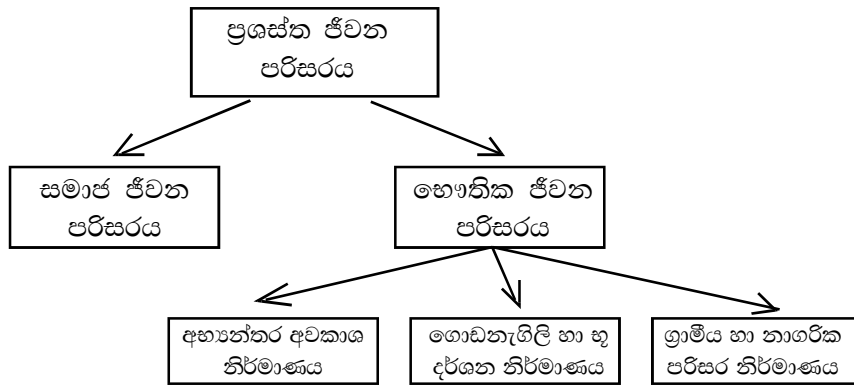 ප්‍රශස්ත ජීවන
පරිසරය
සමාජ ජීවන
පරිසරය
භෞතික ජීවන
පරිසරය
අභ්‍යන්තර අවකාශ
නිර්මාණය
ගොඩනැගිලි හා භූ
දර්ශන නිර්මාණය
ග්‍රාමීය හා නාගරික
පරිසර නිර්මාණය